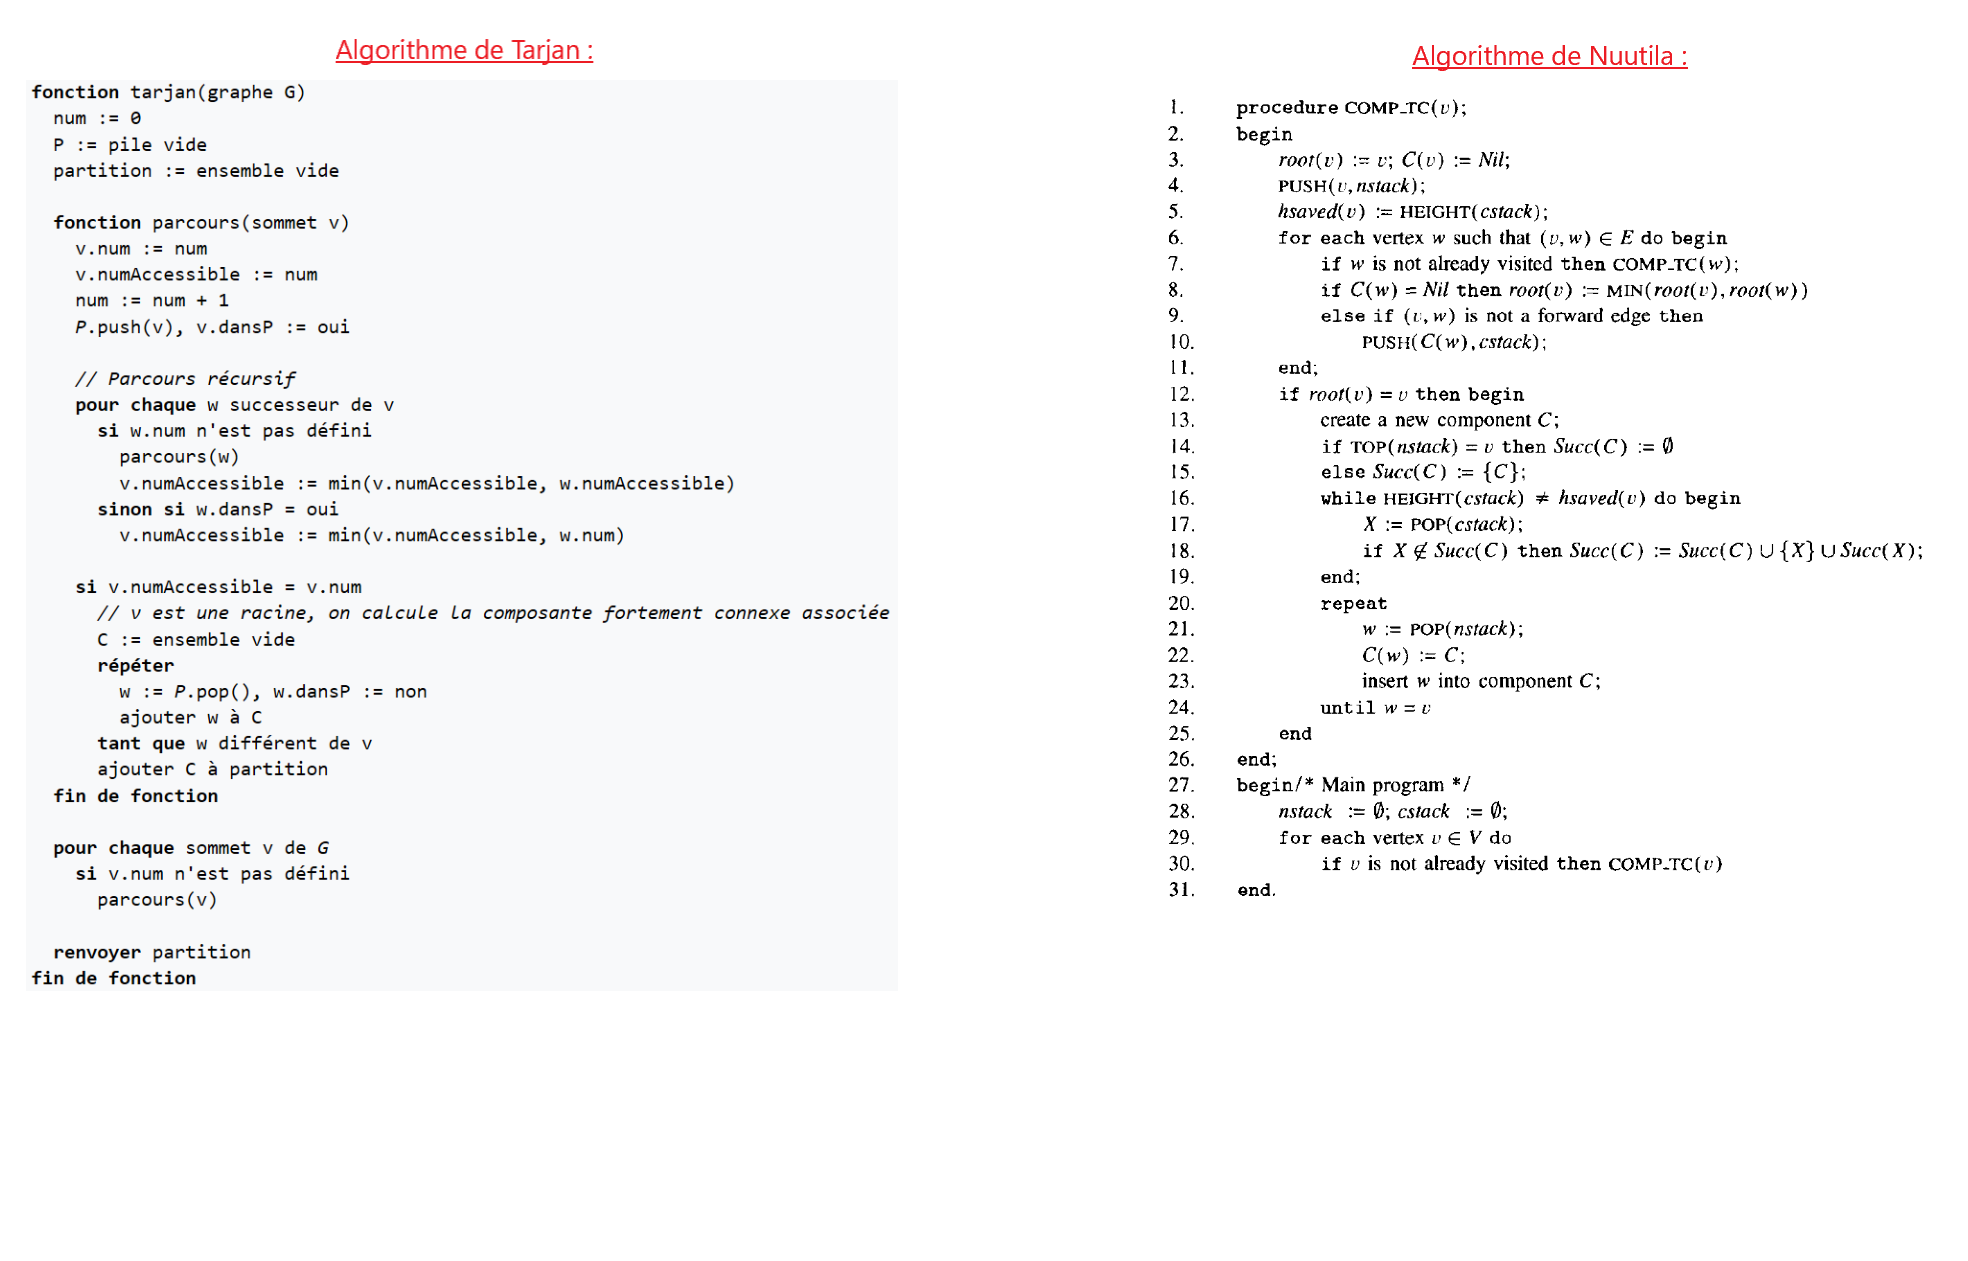 Algorithme de Tarjan :
fonction tarjan(graphe G)
num := 0
P := pile vide
partition := ensemble vide
fonction parcours(sommet v)
v.num := num
v.numAccessible := num
num := num + 1
P.push(v), v.dansP := oui
// Parcours récursif
pour chaque w successeur de v
si w.num n'est pas défini
parcours(w)
v.numAccessible := min(v.numAccessible, w.numAccessible)
sinon si w.dansP = oui
v.numAccessible := min(v.numAccessible, w.num)
si v.numAccessible = v.num
// v est une racine, on calcule la composante fortement connexe associée
C := ensemble vide
répéter
w := P.pop(), w.dansP := non
ajouter w à C
tant que w différent de v
ajouter C à partition
fin de fonction
pour chaque sommet v de G
si v.num n'est pas défini
parcours(v)
renvoyer partition
fin de fonction
Algorithme de Nuutila :
1. procedure COMP_TC(v);
2. begin
3. root(v) := v; C(v) := Nil;
4. PUSH(v, nstack);
5. hsaved(v) := HEIGHT(cstack);
6. for each vertex w such that (v, w) ∈ E do begin
7. if w is not already visited then COMP_TC(w);
8. if C(w) = Nil then root(v) := MIN(root(v), root(w))
9. else if (v, w) is not a forward edge then
10. PUSH(C(w), cstack);
11. end;
12. if root(v) = v then begin
13. create a new component C;
14. if TOP(nstack) = v then Succ(C) := ∅
15. else Succ(C) := {C};
16. while HEIGHT(cstack) ≠ hsaved(v) do begin
17. X := POP(cstack);
18. if X ∉ Succ(C) then Succ(C) := Succ(C) ∪ {X} ∪ Succ(X);
19. end;
20. repeat
21. w := POP(nstack);
22. C(w) := C;
23. insert w into component C;
24. until w = v
25. end
26. end;
27. begin/* Main program */
28. nstack := ∅; cstack := ∅;
29. for each vertex v ∈ V do
30. if v is not already visited then COMP_TC(v)
31. end.